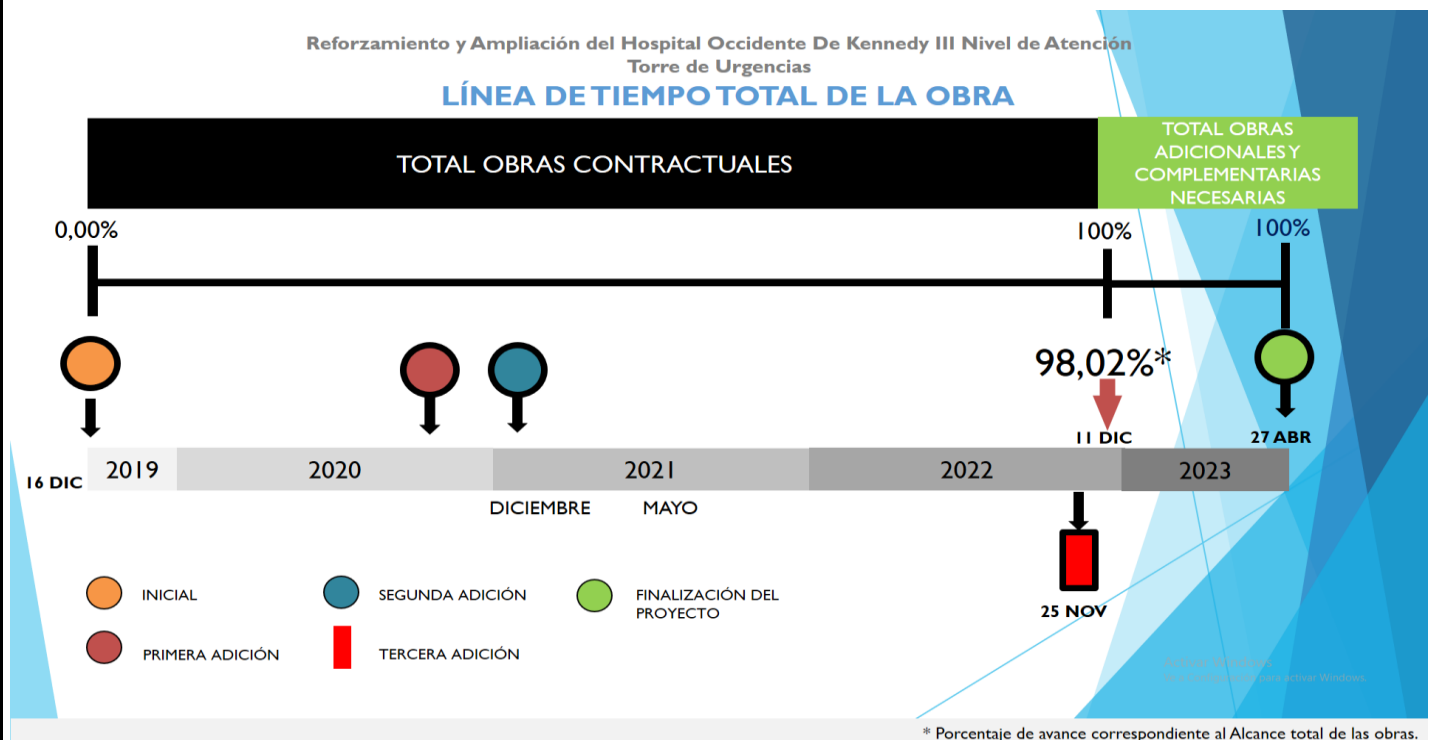 Reforzamiento y Ampliación del Hospital Occidente De Kennedy III Nivel de Atención
Torre de Urgencias
LÍNEA DE TIEMPO TOTAL DE LA OBRA
TOTAL OBRAS CONTRACTUALES
TOTAL OBRAS
ADICIONALES Y
COMPLEMENTARIAS
NECESARIAS
0,00%
100%
100%
98,02%*
11 DIC
27 ABR
16 DIC
2019
2020
2021
2022
2023
DICIEMBRE
MAYO
25 NOV
INICIAL
SEGUNDA ADICIÓN
FINALIZACIÓN DEL
PROYECTO
PRIMERA ADICIÓN
TERCERA ADICIÓN
para activar Windows.
* Porcentaje de avance correspondiente al Alcance total de las obras.